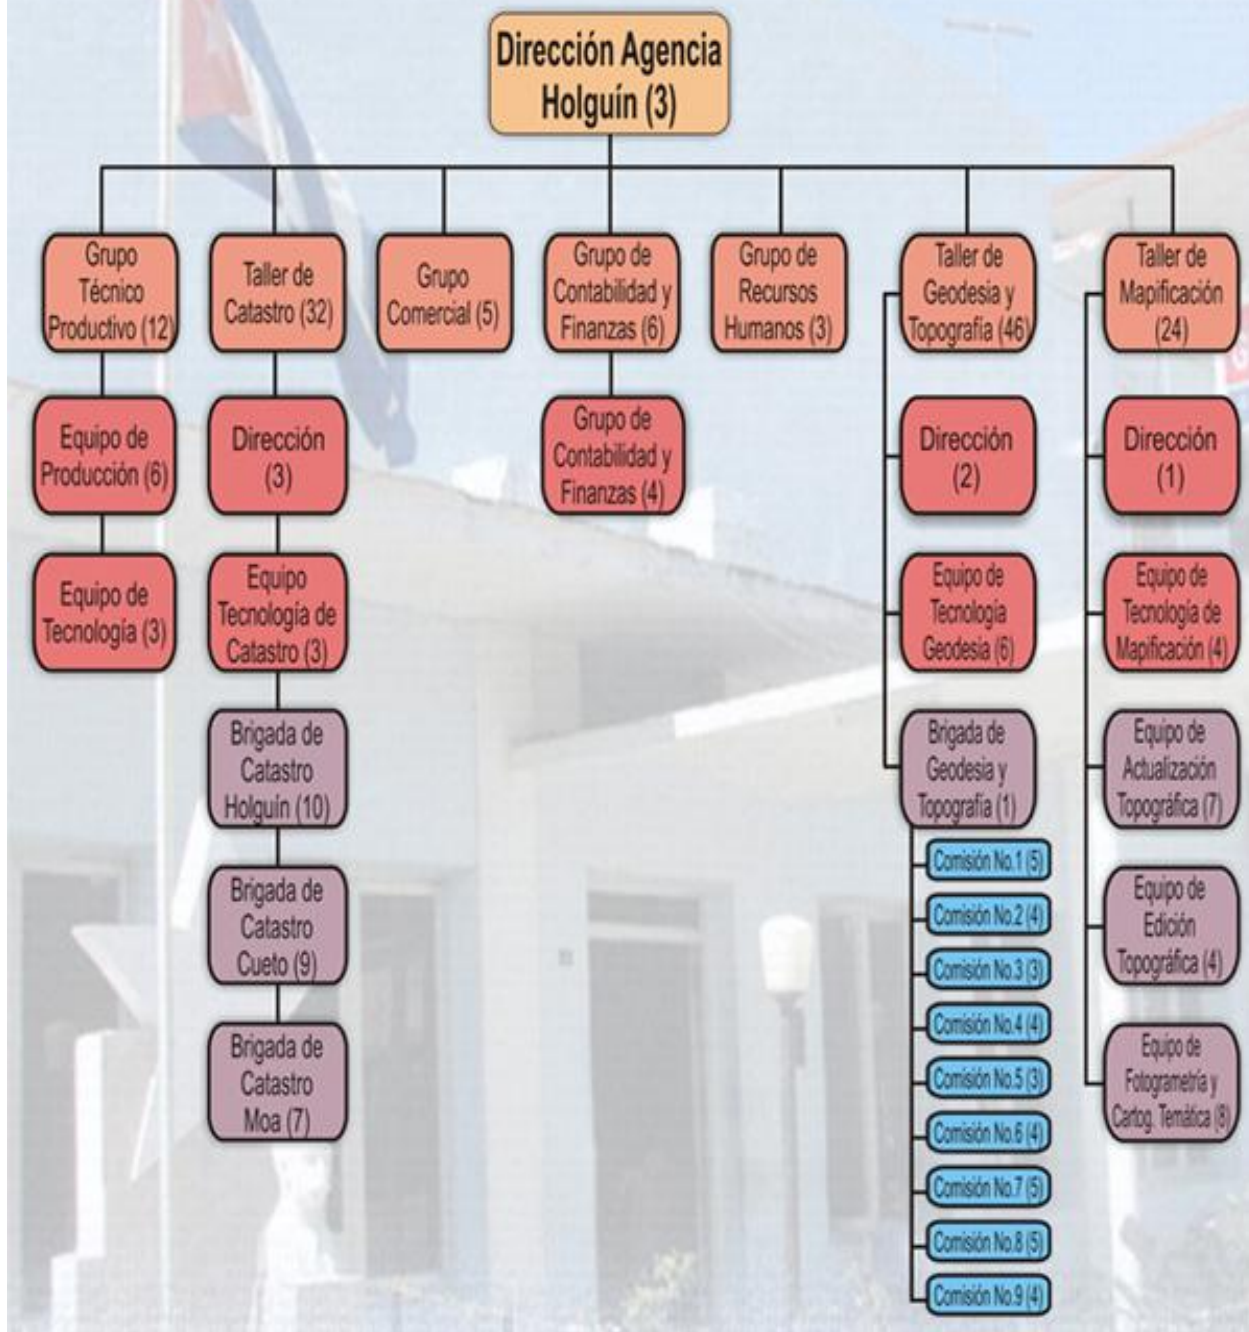 Dirección Agencia
Holguín (3)
Grupo
Técnico
Productivo (12)
Taller de
Catastro (32)
Grupo
Comercial (5)
Grupo de
Contabilidad y
Finanzas (6)
Grupo de
Recursos
Humanos (3)
Taller de
Geodesia y
Topografía (46)
Taller de
Mapificación
(24)
Equipo de
Producción (6)
Dirección
(3)
Grupo de
Contabilidad y
Finanzas (4)
Dirección
(2)
Dirección
(1)
Equipo de
Tecnología (3)
Equipo
Tecnología de
Catastro (3)
Equipo de
Tecnología
Geodesia (6)
Equipo de
Tecnología de
Mapificación (4)
Brigada de
Catastro
Holguín (10)
Brigada de
Geodesia y
Topografía (1)
Equipo de
Actualización
Topográfica (7)
Brigada de
Catastro
Cueto (9)
Comisión No.1 (5)
Comisión No.2 (4)
Comisión No.3 (3)
Comisión No.4 (4)
Comisión No.5 (3)
Comisión No.6 (4)
Comisión No.7 (5)
Comisión No.8 (5)
Comisión No.9 (4)
Equipo de
Edición
Topográfica (4)
Brigada de
Catastro
Moa (7)
Equipo de
Fotogrametría y
Cartog. Temática (8)